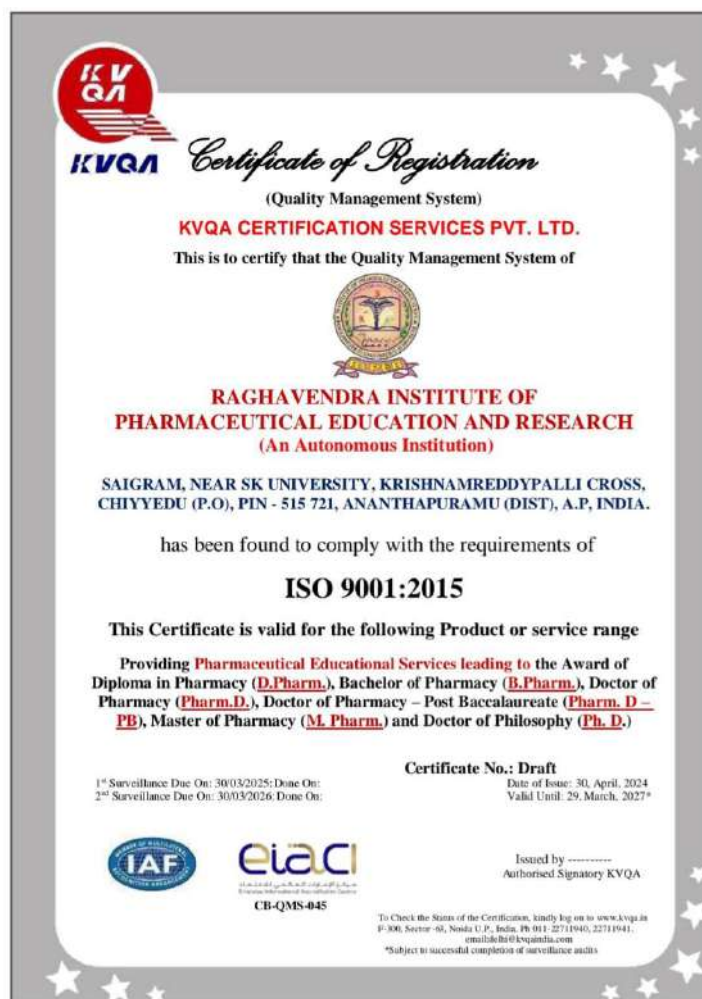 KV
QA
KVQA
Certificate of Registration
(Quality Management System)
KVQA CERTIFICATION SERVICES PVT. LTD.
This is to certify that the Quality Management System of
RAGHAVENDRA INSTITUTE OF
PHARMACEUTICAL EDUCATION AND RESEARCH
(An Autonomous Institution)
SAIGRAM, NEAR SK UNIVERSITY, KRISHNAMREDDYPALLI CROSS,
CHIYYEDU (P.O), PIN - 515 721, ANANTHAPURAMU (DIST), A.P, INDIA.
has been found to comply with the requirements of
ISO 9001:2015
This Certificate is valid for the following Product or service range
Providing Pharmaceutical Educational Services leading to the Award of
Diploma in Pharmacy (D.Pharm.), Bachelor of Pharmacy (B.Pharm.), Doctor of
Pharmacy (Pharm.D.), Doctor of Pharmacy – Post Baccalaureate (Pharm. D –
PB), Master of Pharmacy (M. Pharm.) and Doctor of Philosophy (Ph. D.)
Certificate No.: Draft
1st Surveillance Due On: 30/03/2025; Done On:
2nd Surveillance Due On: 30/03/2026; Done On:
Date of Issue: 30, April, 2024
Valid Until: 29, March, 2027*
IAF
eiaci
CB-QMS-045
Issued by ----------
Authorised Signatory KVQA
To Check the Status of the Certification, kindly log on to www.kvqa.in
F-300, Sector -63, Noida U.P., India. Ph 011-22711940, 22711941.
email:delhi@kvqaindia.com
*Subject to successful completion of surveillance audits